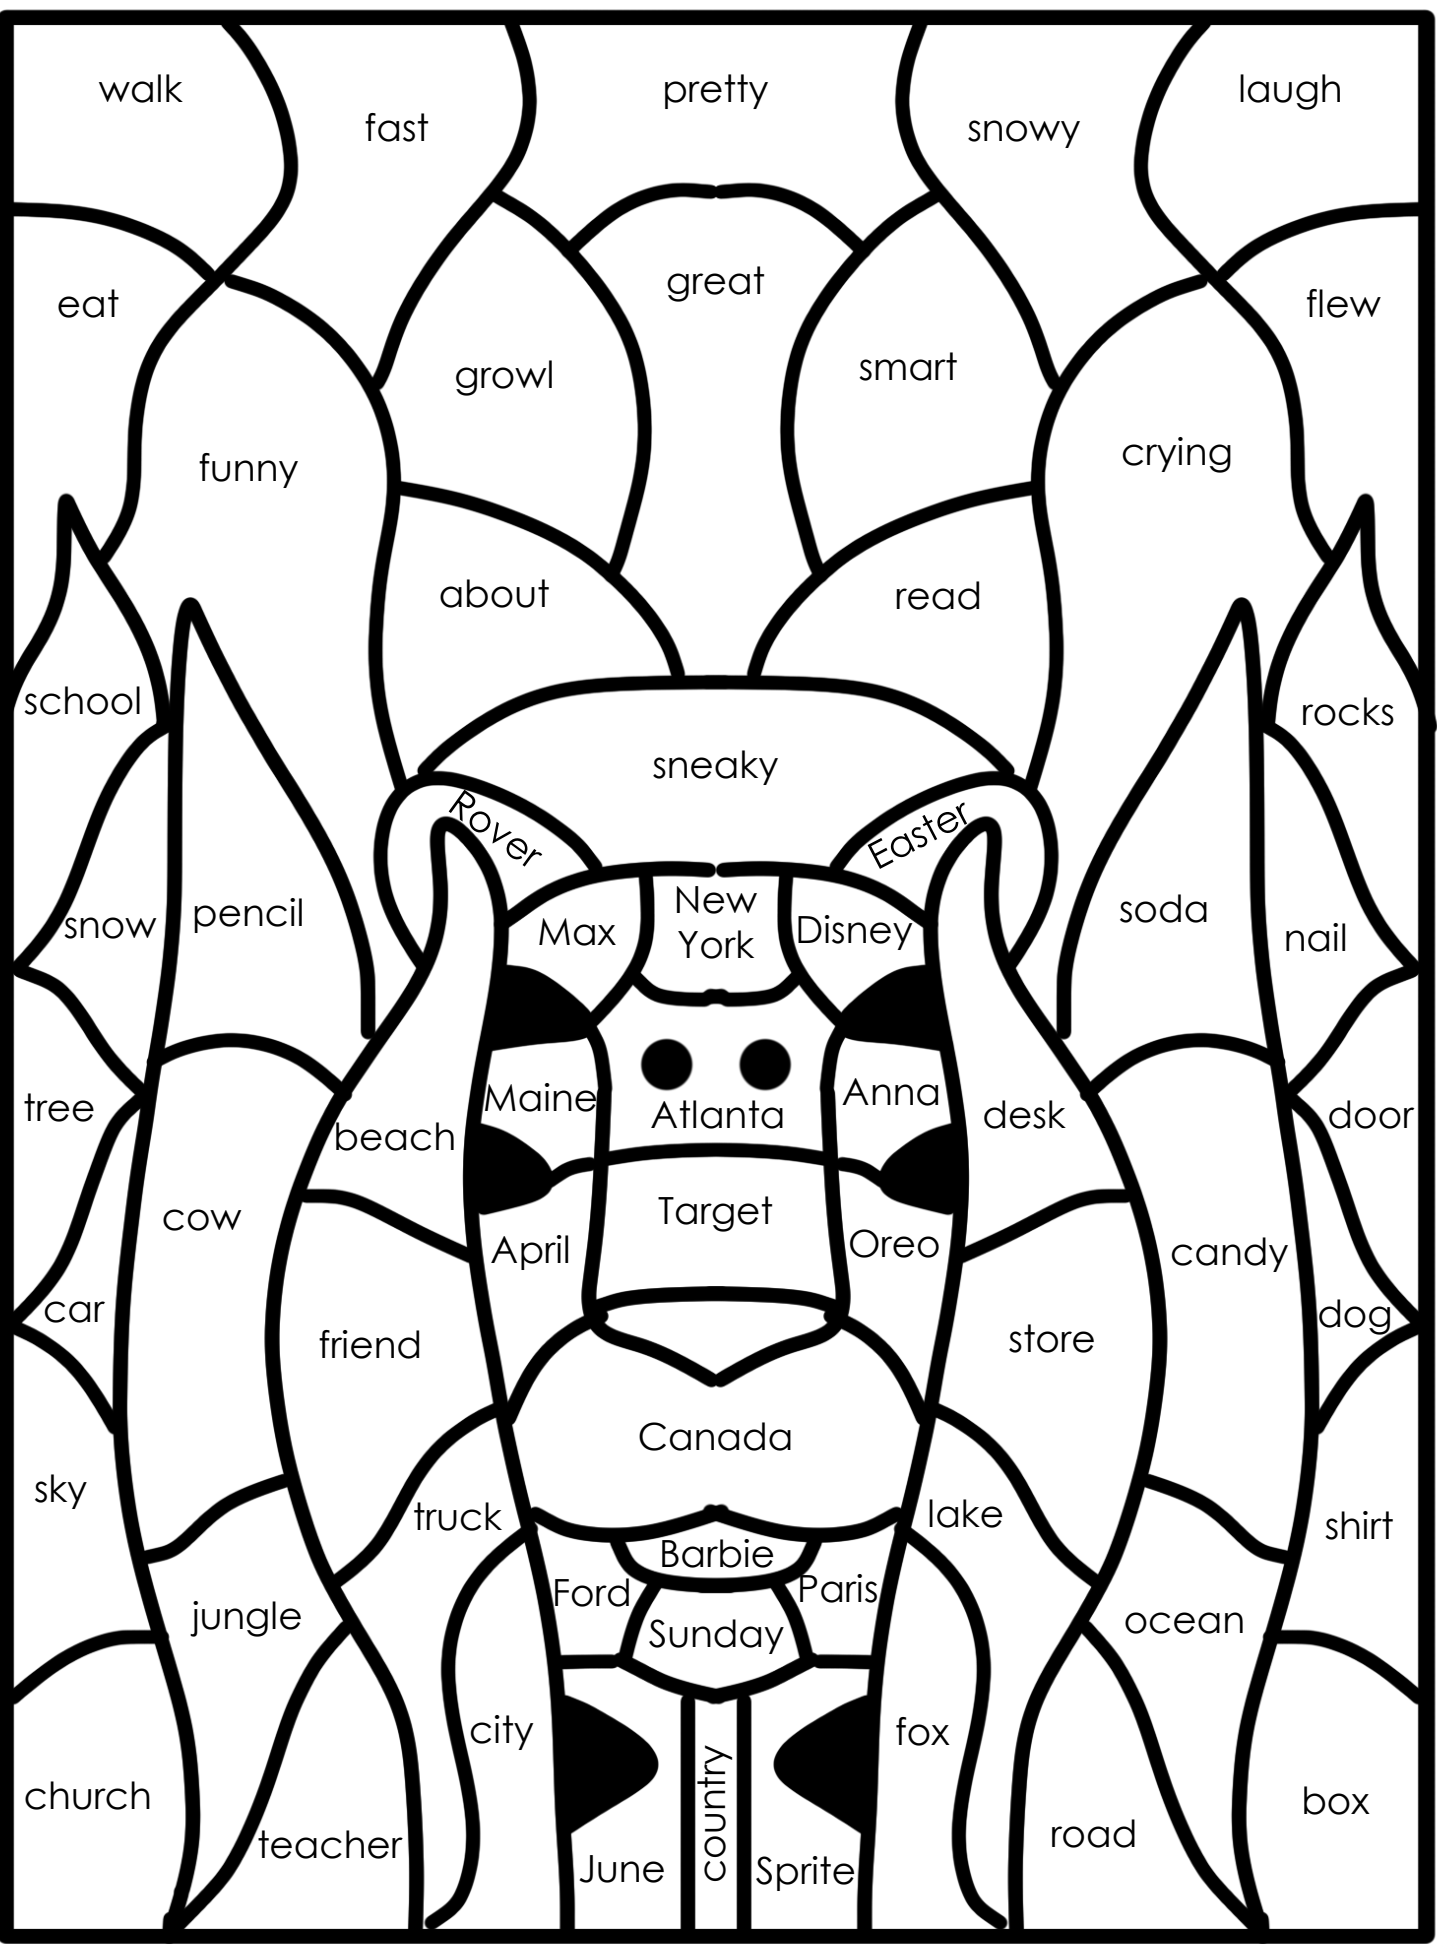 walk
fast
pretty
snowy
laugh
eat
great
flew
growl
smart
funny
crying
about
read
school
sneaky
rocks
Rover
Easter
snow
pencil
Max
New
York
Disney
soda
nail
tree
beach
Maine
Atlanta
Anna
desk
door
cow
April
Target
Oreo
candy
car
friend
store
dog
sky
truck
Canada
lake
shirt
jungle
Ford
Barbie
Paris
Sunday
ocean
church
city
fox
box
teacher
June
country
Sprite
road